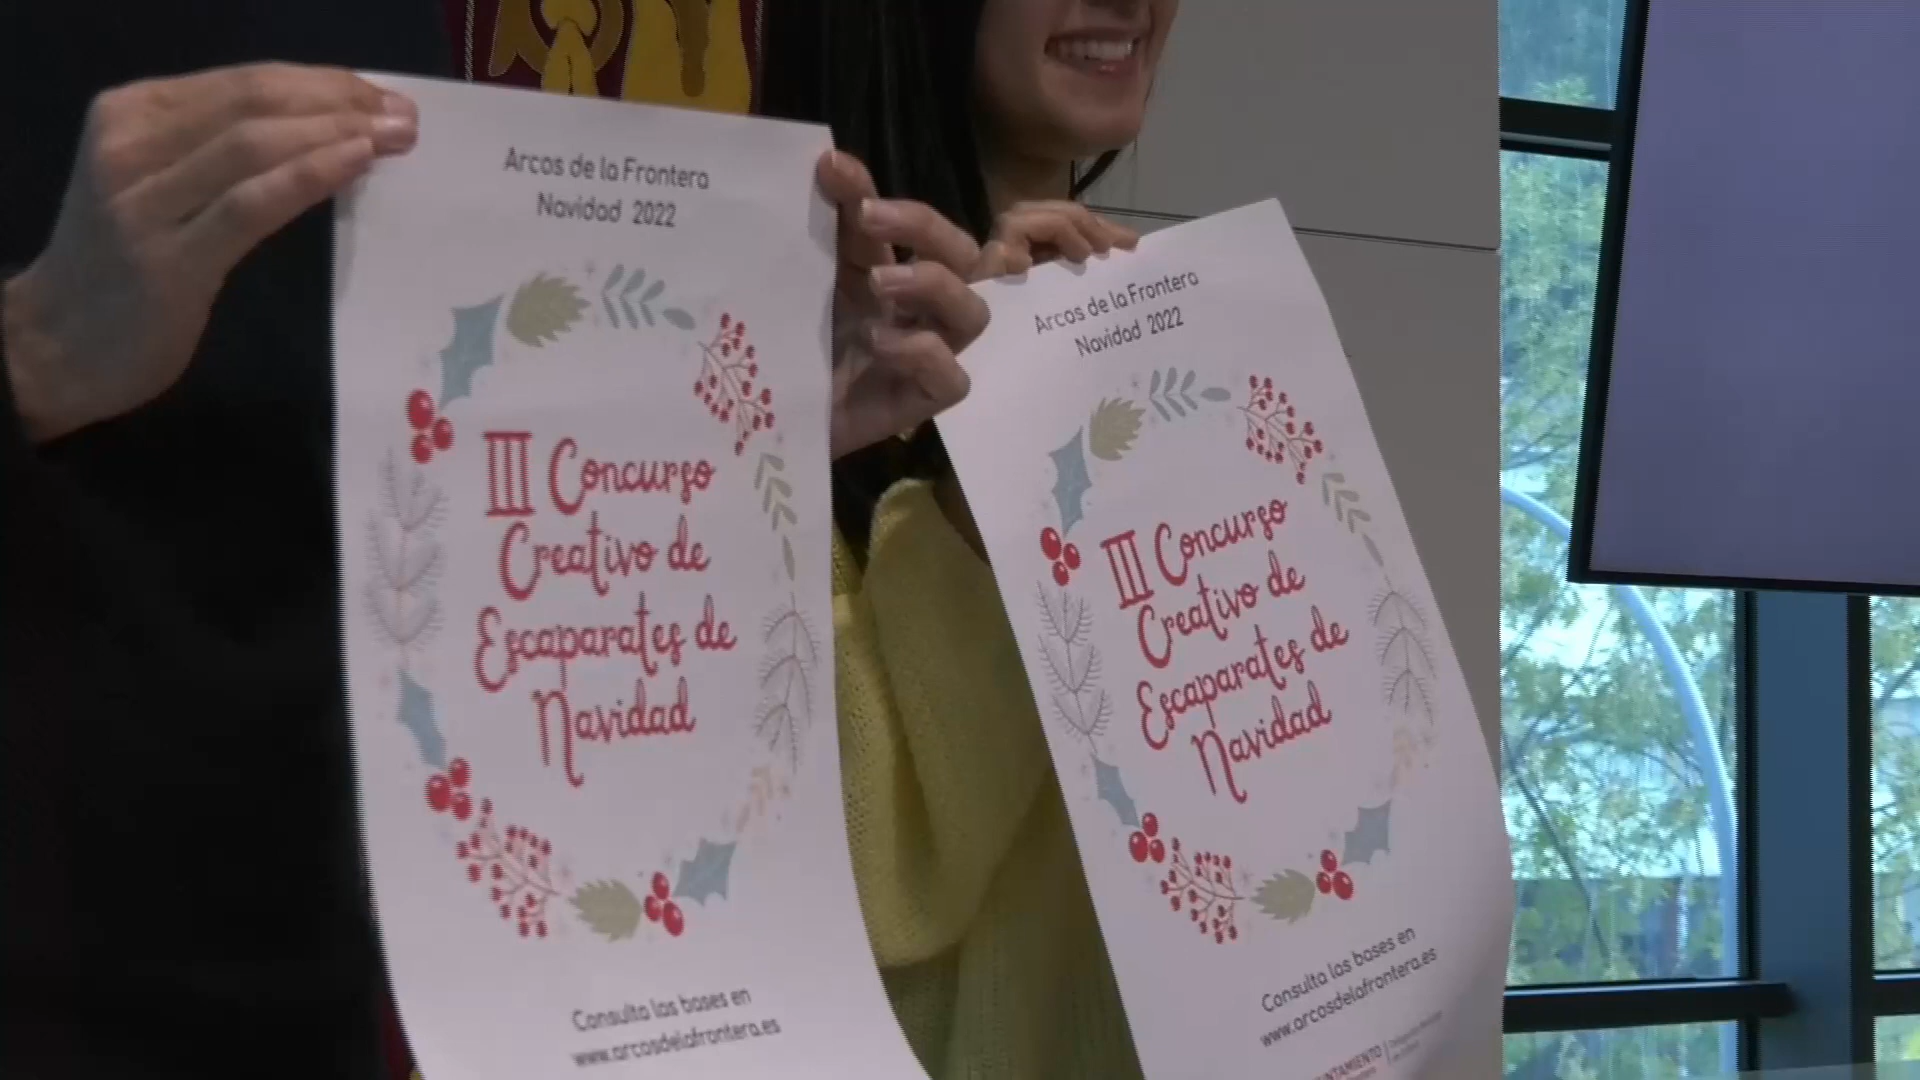 Arcos de la Frontera
Navidad 2022
III Concurso
Creativo de
Escaparates de
Navidad
Consulta las bases en
www.arcosdelafrontera.es
Arcos de la Frontera
Navidad 2022
III Concurso
Creativo de
Escaparates de
Navidad
Consulta las bases en
www.arcosdelafrontera.es